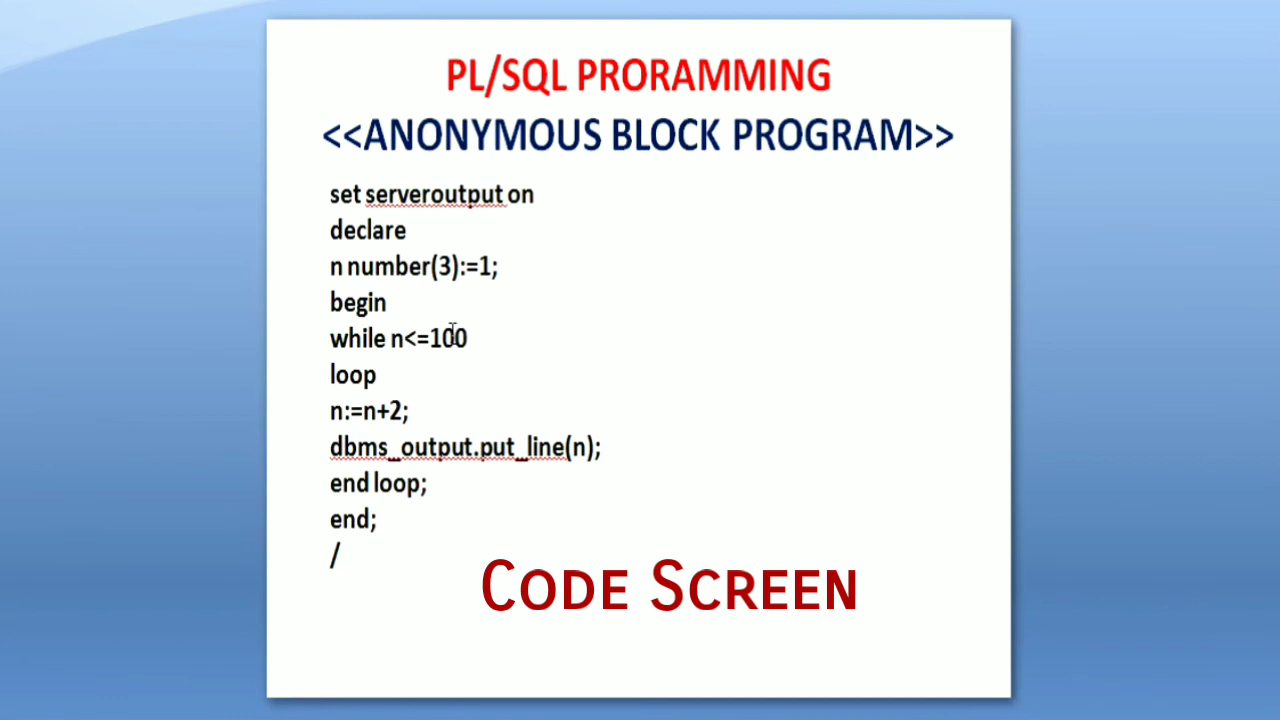 PL/SQL PRORAMMING
<<ANONYMOUS BLOCK PROGRAM>>
set serveroutput on
declare
n number(3):=1;
begin
while n<=100
loop
n:=n+2;
dbms_output.put_line(n);
end loop;
end;
/
CODE SCREEN